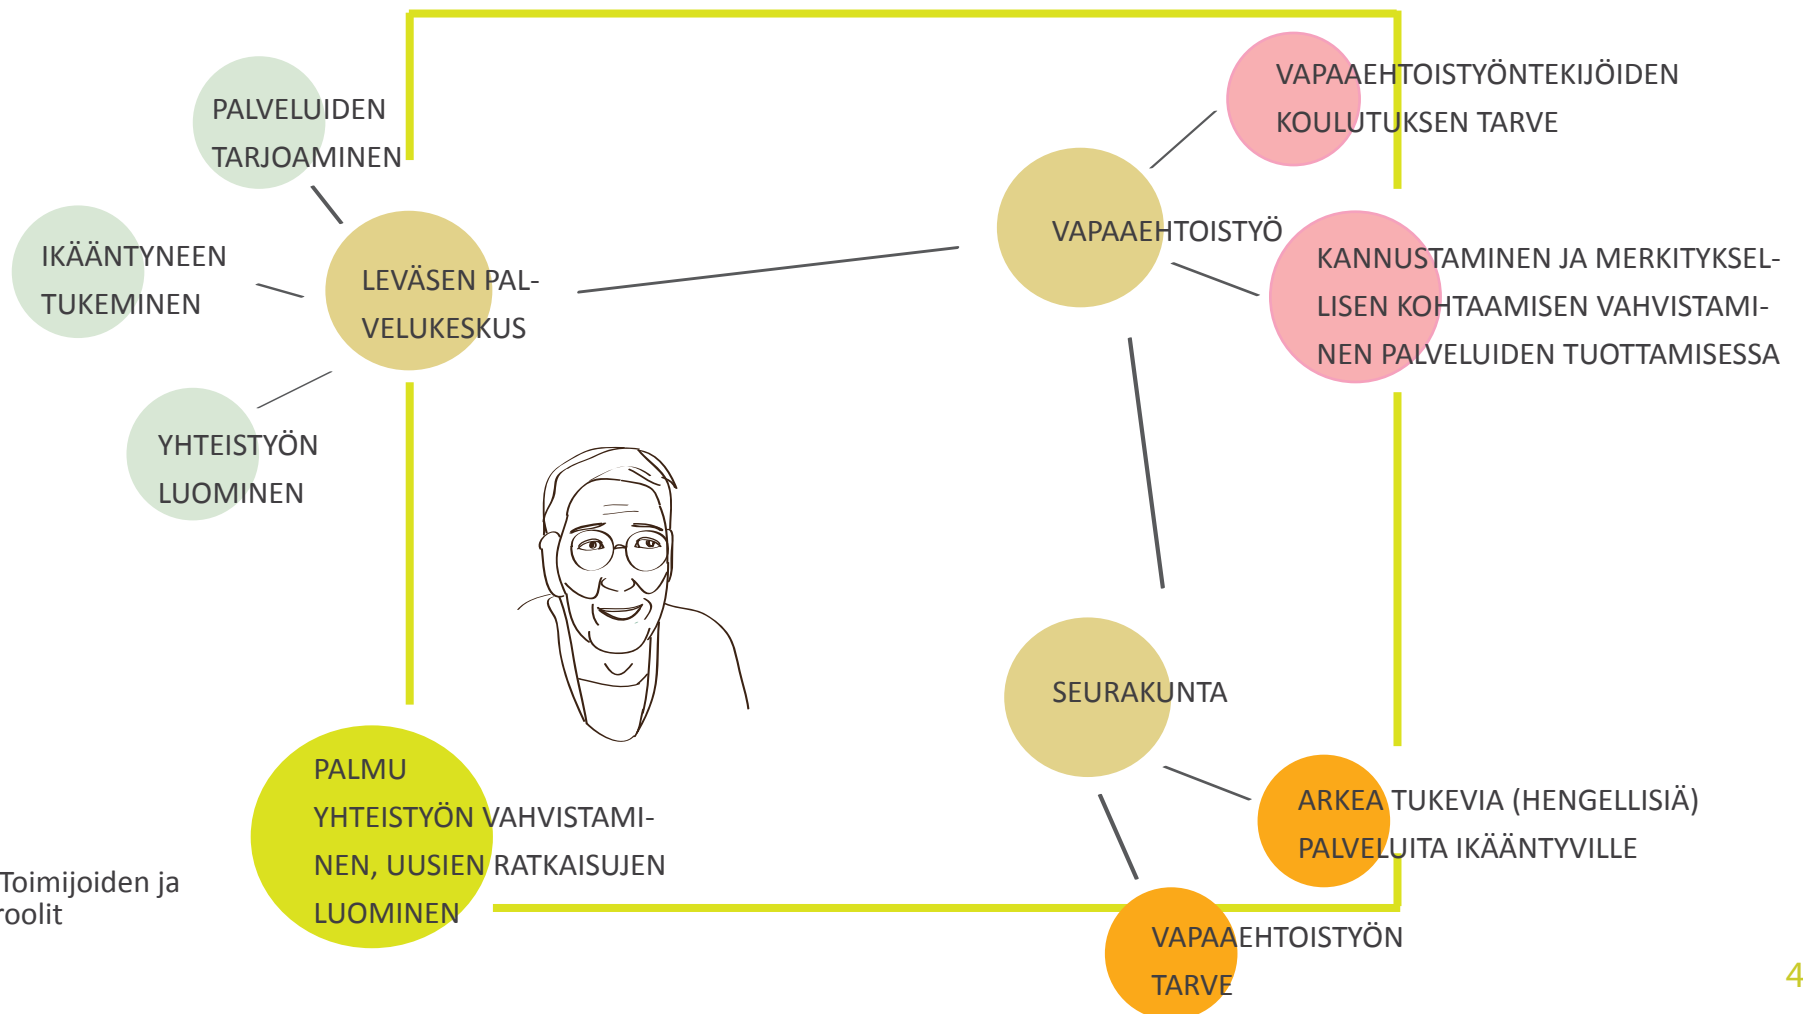 PALVELUIDEN
TARJOAMINEN
IKÄÄNTYNEEN
TUKEMINEN
LEVÄSEN PAL-
VELUKESKUS
YHTEISTYÖN
LUOMINEN
VAPAAEHTOISTYÖNTEKIJÖIDEN
KOULUTUKSEN TARVE
VAPAAEHTOISTYÖ
KANNUSTAMINEN JA MERKITYKSEL-
LISEN KOHTAAMISEN VAHVISTAMI-
NEN PALVELUIDEN TUOTTAMISESSA
SEURAKUNTA
PALMU
YHTEISTYÖN VAHVISTAMI-
NEN, UUSIEN RATKAISUJEN
LUOMINEN
ARKEA TUKEVIA (HENGELLISIÄ)
PALVELUITA IKÄÄNTYVILLE
VAPAAEHTOISTYÖN
TARVE
Toimijoiden ja
roolit
4